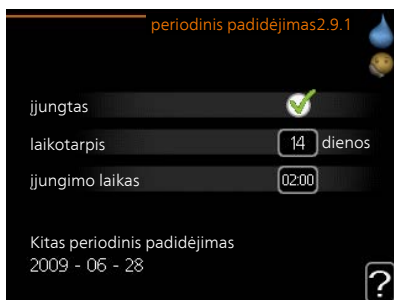 periodinis padidėjimas2.9.1
įjungtas
laikotarpis 14 dienos
įjungimo laikas 02:00
Kitas periodinis padidėjimas
2009 - 06 - 28
?